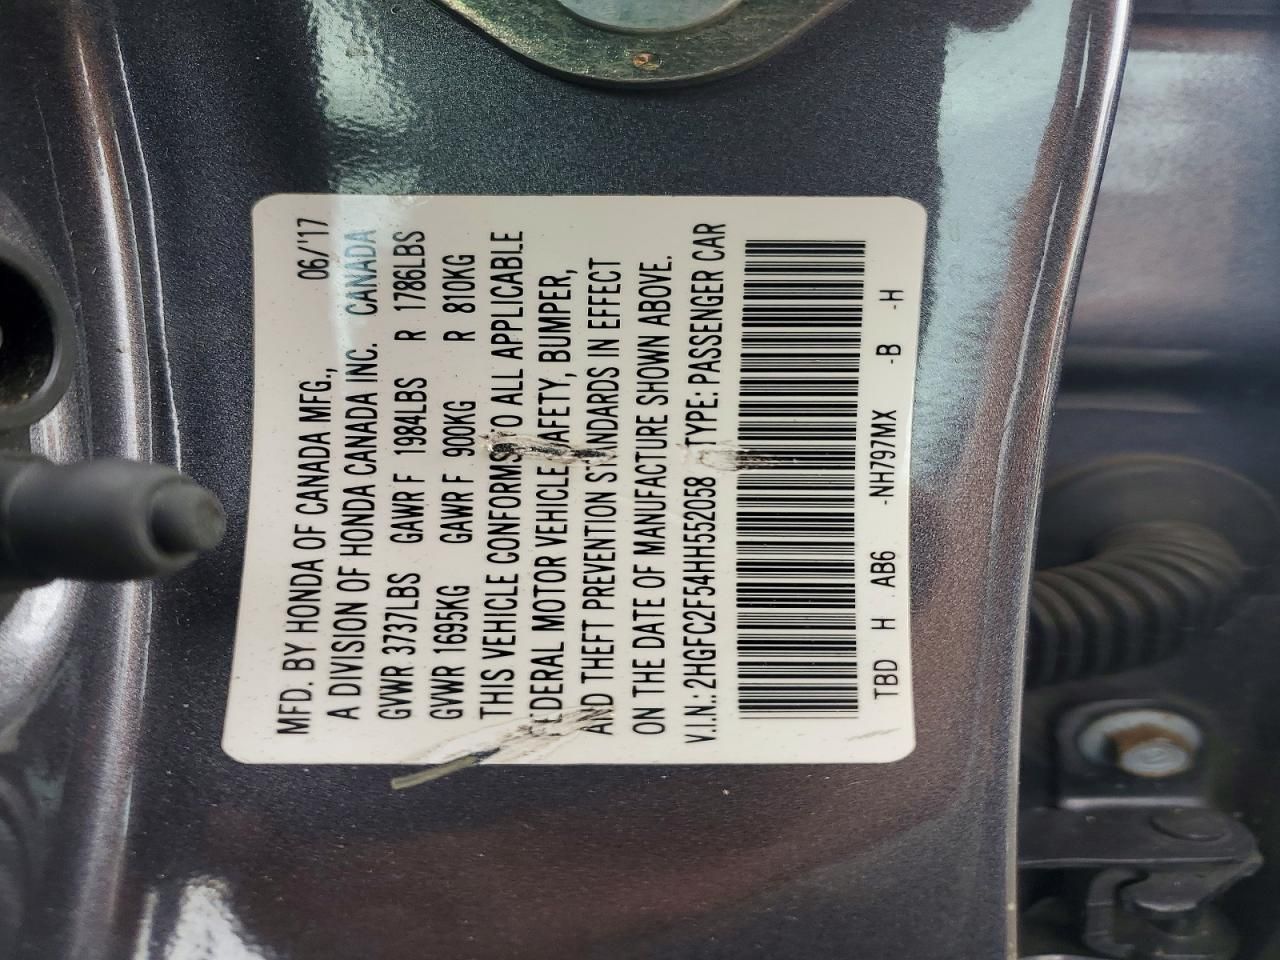 MFD. BY HONDA OF CANADA MFG., 06/'17
A DIVISION OF HONDA CANADA INC. CANADA
GVWR 3737LBS GAWR F 1984LBS R 1786LBS
GVWR 1695KG GAWR F 900KG R 810KG
THIS VEHICLE CONFORMS TO ALL APPLICABLE
FEDERAL MOTOR VEHICLE SAFETY, BUMPER,
AND THEFT PREVENTION STANDARDS IN EFFECT
ON THE DATE OF MANUFACTURE SHOWN ABOVE.
V.I.N.: 2HGFC2F54HH552058 TYPE: PASSENGER CAR
TBD H AB6 -NH797MX -B -H